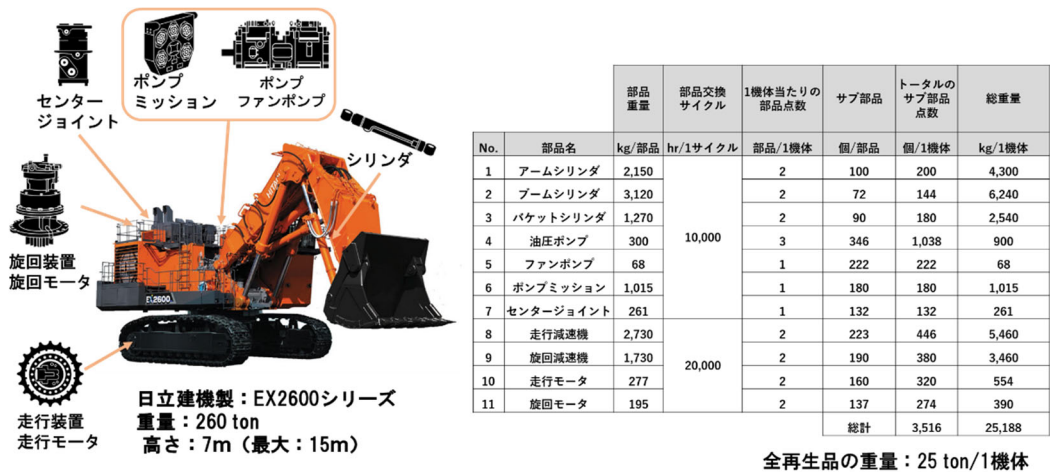 センター
ジョイント
ポンプ
ミッション
ポンプ
ファンポンプ
シリンダ
旋回装置
旋回モータ
HITACHI
EX2600
走行装置
走行モータ
日立建機製：EX2600シリーズ
重量：260 ton
高さ：7m（最大：15m）
部品重量 部品交換サイクル 1機体当たりの部品点数 サブ部品 トータルのサブ部品点数 総重量
No. 部品名 kg/部品 hr/1サイクル 部品/1機体 個/部品 個/1機体 kg/1機体
1 アームシリンダ 2,150 2 100 200 4,300
2 ブームシリンダ 3,120 2 72 144 6,240
3 バケットシリンダ 1,270 2 90 180 2,540
4 油圧ポンプ 300 10,000 3 346 1,038 900
5 ファンポンプ 68 1 222 222 68
6 ポンプミッション 1,015 1 180 180 1,015
7 センタージョイント 261 1 132 132 261
8 走行減速機 2,730 2 223 446 5,460
9 旋回減速機 1,730 20,000 2 190 380 3,460
10 走行モータ 277 2 160 320 554
11 旋回モータ 195 2 137 274 390
総計 3,516 25,188
全再生品の重量：25 ton/1機体